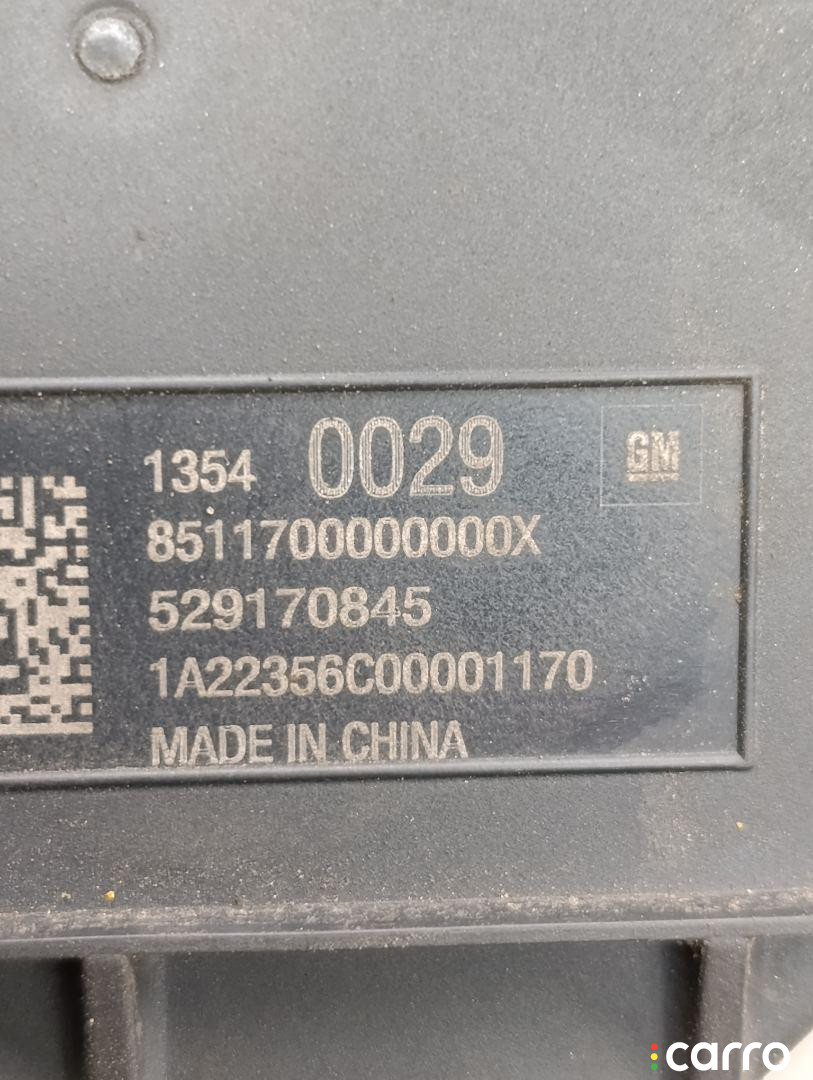 1354 0029
GM
8511700000000X
529170845
1A22356C00001170
MADE IN CHINA
carro